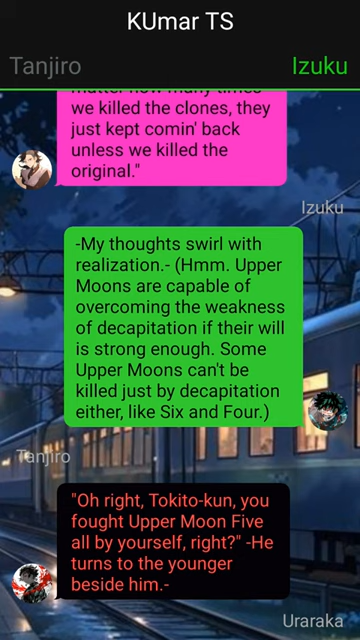 KUmar TS
Tanjiro
Izuku
matter how many times
we killed the clones, they
just kept comin' back
unless we killed the
original."
Izuku
-My thoughts swirl with
realization.- (Hmm. Upper
Moons are capable of
overcoming the weakness
of decapitation if their will
is strong enough. Some
Upper Moons can't be
killed just by decapitation
either, like Six and Four.)
Tanjiro
"Oh right, Tokito-kun, you
fought Upper Moon Five
all by yourself, right?" -He
turns to the younger
beside him.-
Uraraka